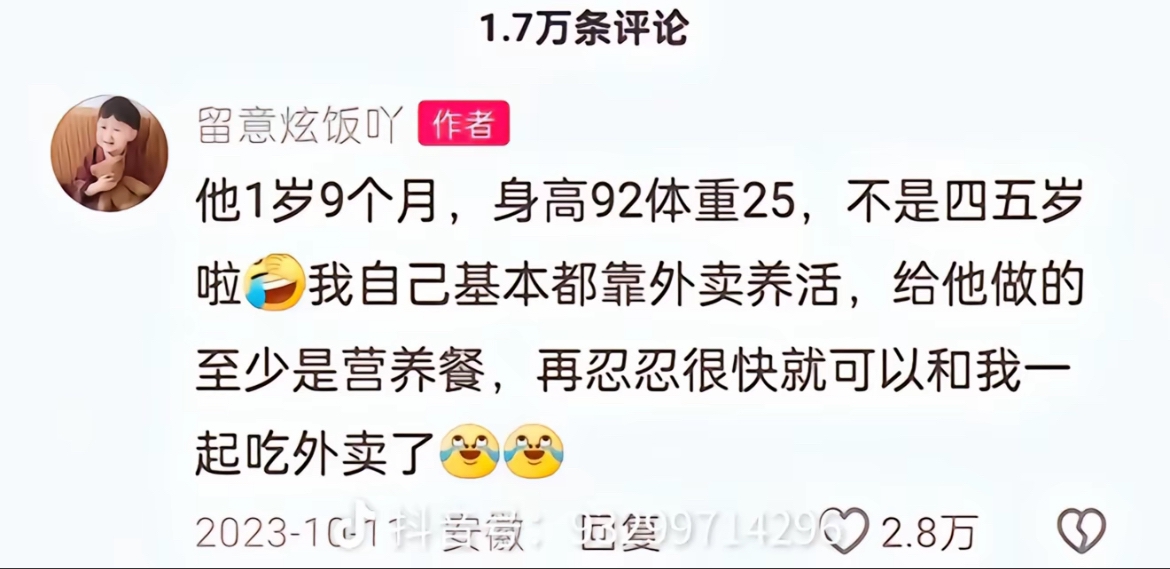 1.7万条评论
留意炫饭吖 作者
他1岁9个月，身高92体重25，不是四五岁
啦🤣我自己基本都靠外卖养活，给他做的
至少是营养餐，再忍忍很快就可以和我一
起吃外卖了😂😂
2023-10-11 安徽 回复 2.8万
抖音号：93299714296